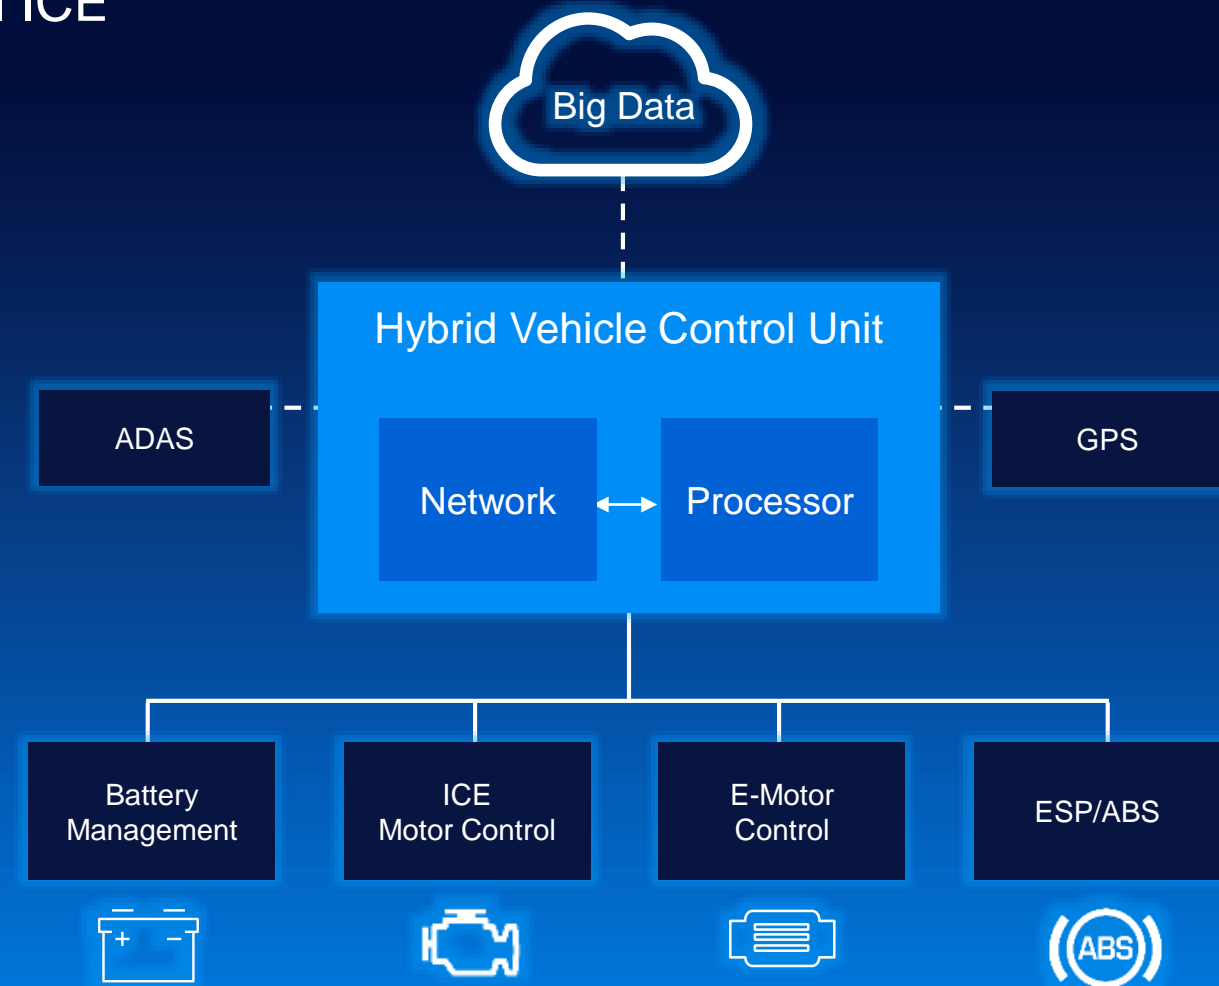 ICE
Big Data
Hybrid Vehicle Control Unit
ADAS
GPS
Network
Processor
Battery
Management
ICE
Motor Control
E-Motor
Control
ESP/ABS
+ -
ABS